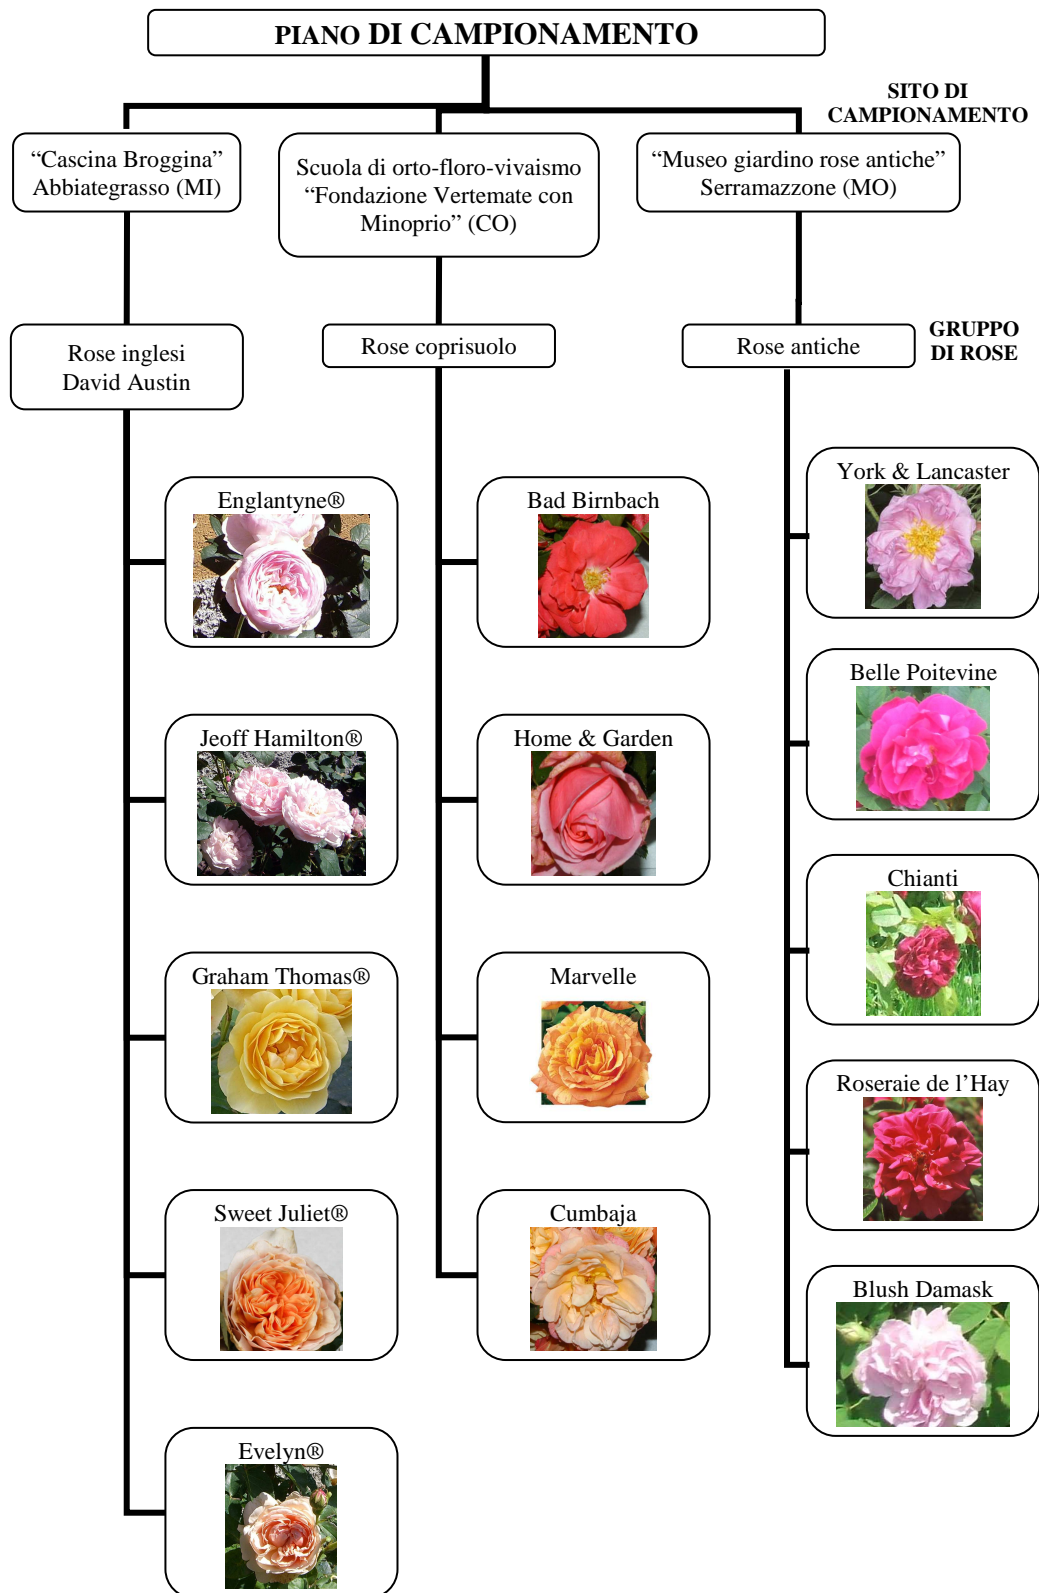 PIANO DI CAMPIONAMENTO
SITO DI
CAMPIONAMENTO
“Cascina Broggina”
Abbiategrasso (MI)
Scuola di orto-floro-vivaismo
“Fondazione Vertemate con
Minoprio” (CO)
“Museo giardino rose antiche”
Serramazzone (MO)
GRUPPO
DI ROSE
Rose inglesi
David Austin
Rose coprisuolo
Rose antiche
Englantyne®
Jeoff Hamilton®
Graham Thomas®
Sweet Juliet®
Evelyn®
Bad Birnbach
Home & Garden
Marvelle
Cumbaja
York & Lancaster
Belle Poitevine
Chianti
Roseraie de l’Hay
Blush Damask